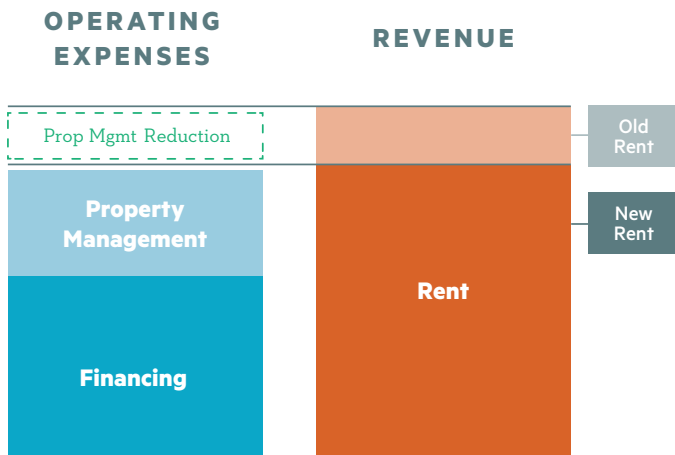 OPERATING
EXPENSES
REVENUE
Prop Mgmt Reduction
Old
Rent
Property
Management
New
Rent
Rent
Financing